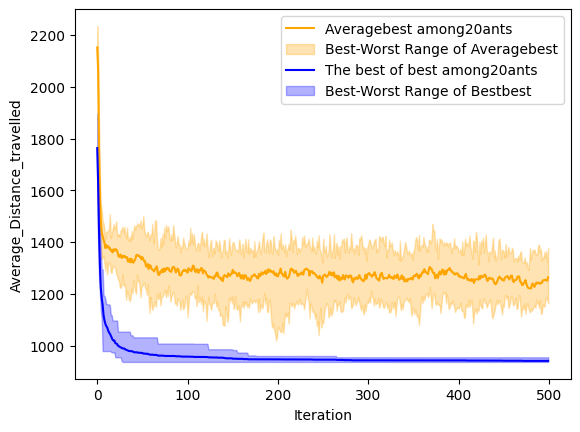 Averagebest among20ants
Best-Worst Range of Averagebest
The best of best among20ants
Best-Worst Range of Bestbest
2200
2000
1800
1600
1400
1200
1000
Average_Distance_travelled
0 100 200 300 400 500
Iteration